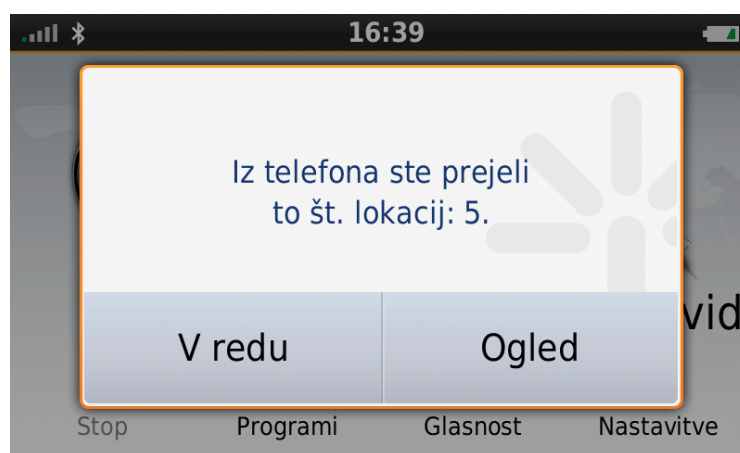 16:39
Iz telefona ste prejeli
to št. lokacij: 5.
vid
V redu Ogled
Stop Programi Glasnost Nastavitve